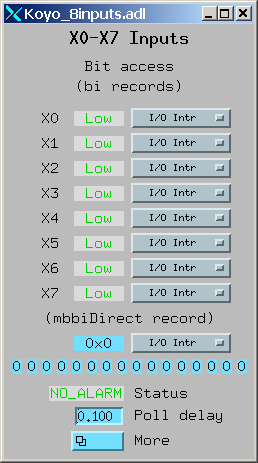 Koyo_8inputs.adl
X0-X7 Inputs
Bit access
(bi records)
X0 Low I/O Intr
X1 Low I/O Intr
X2 Low I/O Intr
X3 Low I/O Intr
X4 Low I/O Intr
X5 Low I/O Intr
X6 Low I/O Intr
X7 Low I/O Intr
(mbbiDirect record)
0x0 I/O Intr
0 0 0 0 0 0 0 0 0 0 0 0 0 0 0 0
NO_ALARM Status
0.100 Poll delay
More